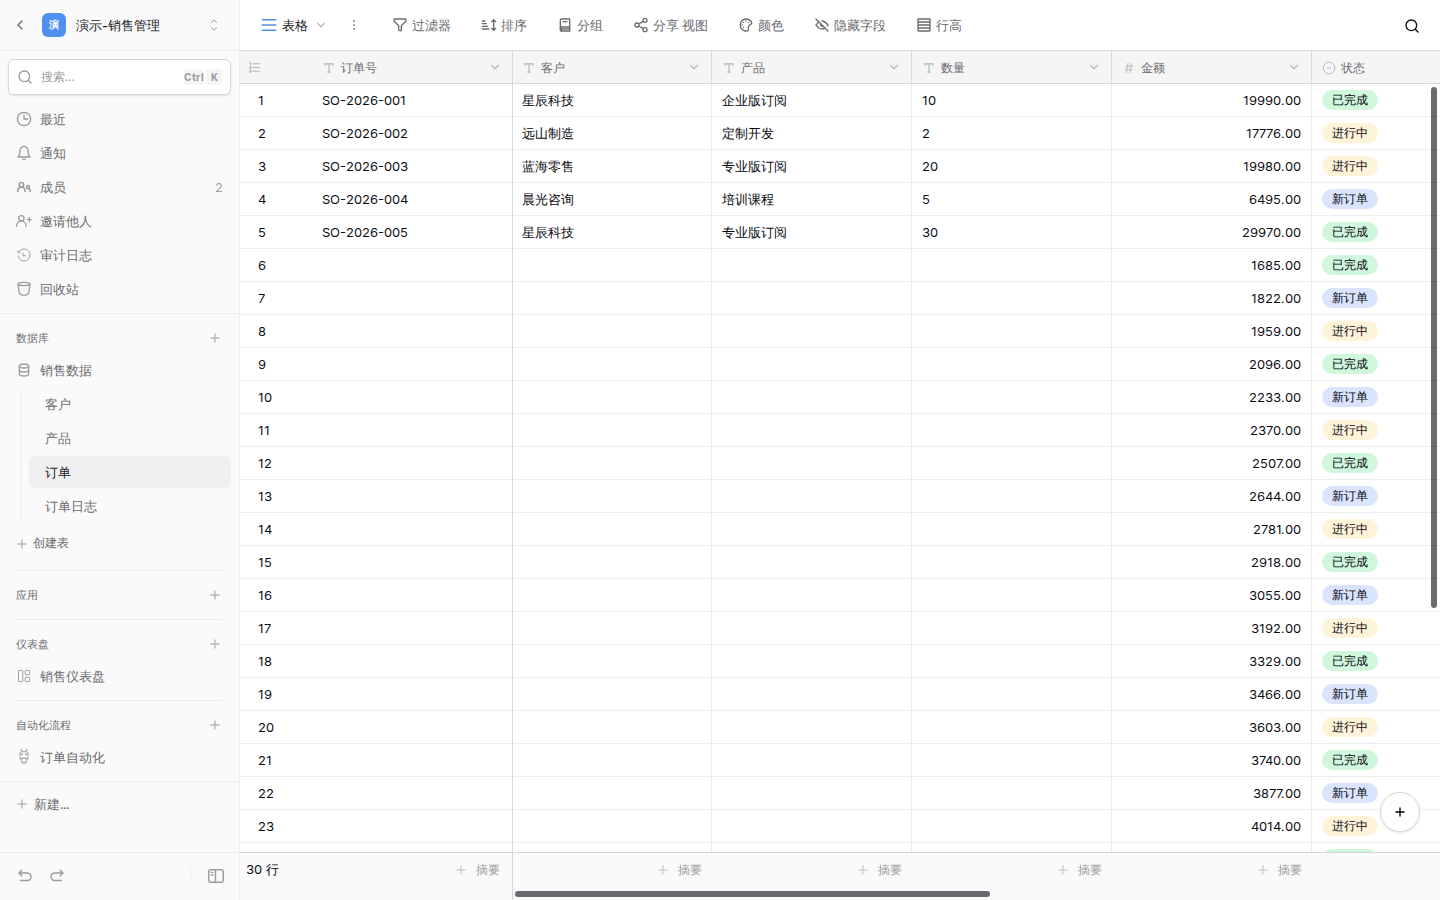 演 演示-销售管理
搜索... Ctrl K
最近
通知
成员 2
邀请他人
审计日志
回收站
数据库
销售数据
客户
产品
订单
订单日志
创建表
应用
仪表盘
销售仪表盘
自动化流程
订单自动化
新建...
表格 过滤器 排序 分组 分享 视图 颜色 隐藏字段 行高
订单号 客户 产品 数量 # 金额 状态
1 SO-2026-001 星辰科技 企业版订阅 10 19990.00 已完成
2 SO-2026-002 远山制造 定制开发 2 17776.00 进行中
3 SO-2026-003 蓝海零售 专业版订阅 20 19980.00 进行中
4 SO-2026-004 晨光咨询 培训课程 5 6495.00 新订单
5 SO-2026-005 星辰科技 专业版订阅 30 29970.00 已完成
6 1685.00 已完成
7 1822.00 新订单
8 1959.00 进行中
9 2096.00 已完成
10 2233.00 新订单
11 2370.00 进行中
12 2507.00 已完成
13 2644.00 新订单
14 2781.00 进行中
15 2918.00 已完成
16 3055.00 新订单
17 3192.00 进行中
18 3329.00 已完成
19 3466.00 新订单
20 3603.00 进行中
21 3740.00 已完成
22 3877.00 新订单
23 4014.00 进行中
30 行 摘要 摘要 摘要 摘要 摘要